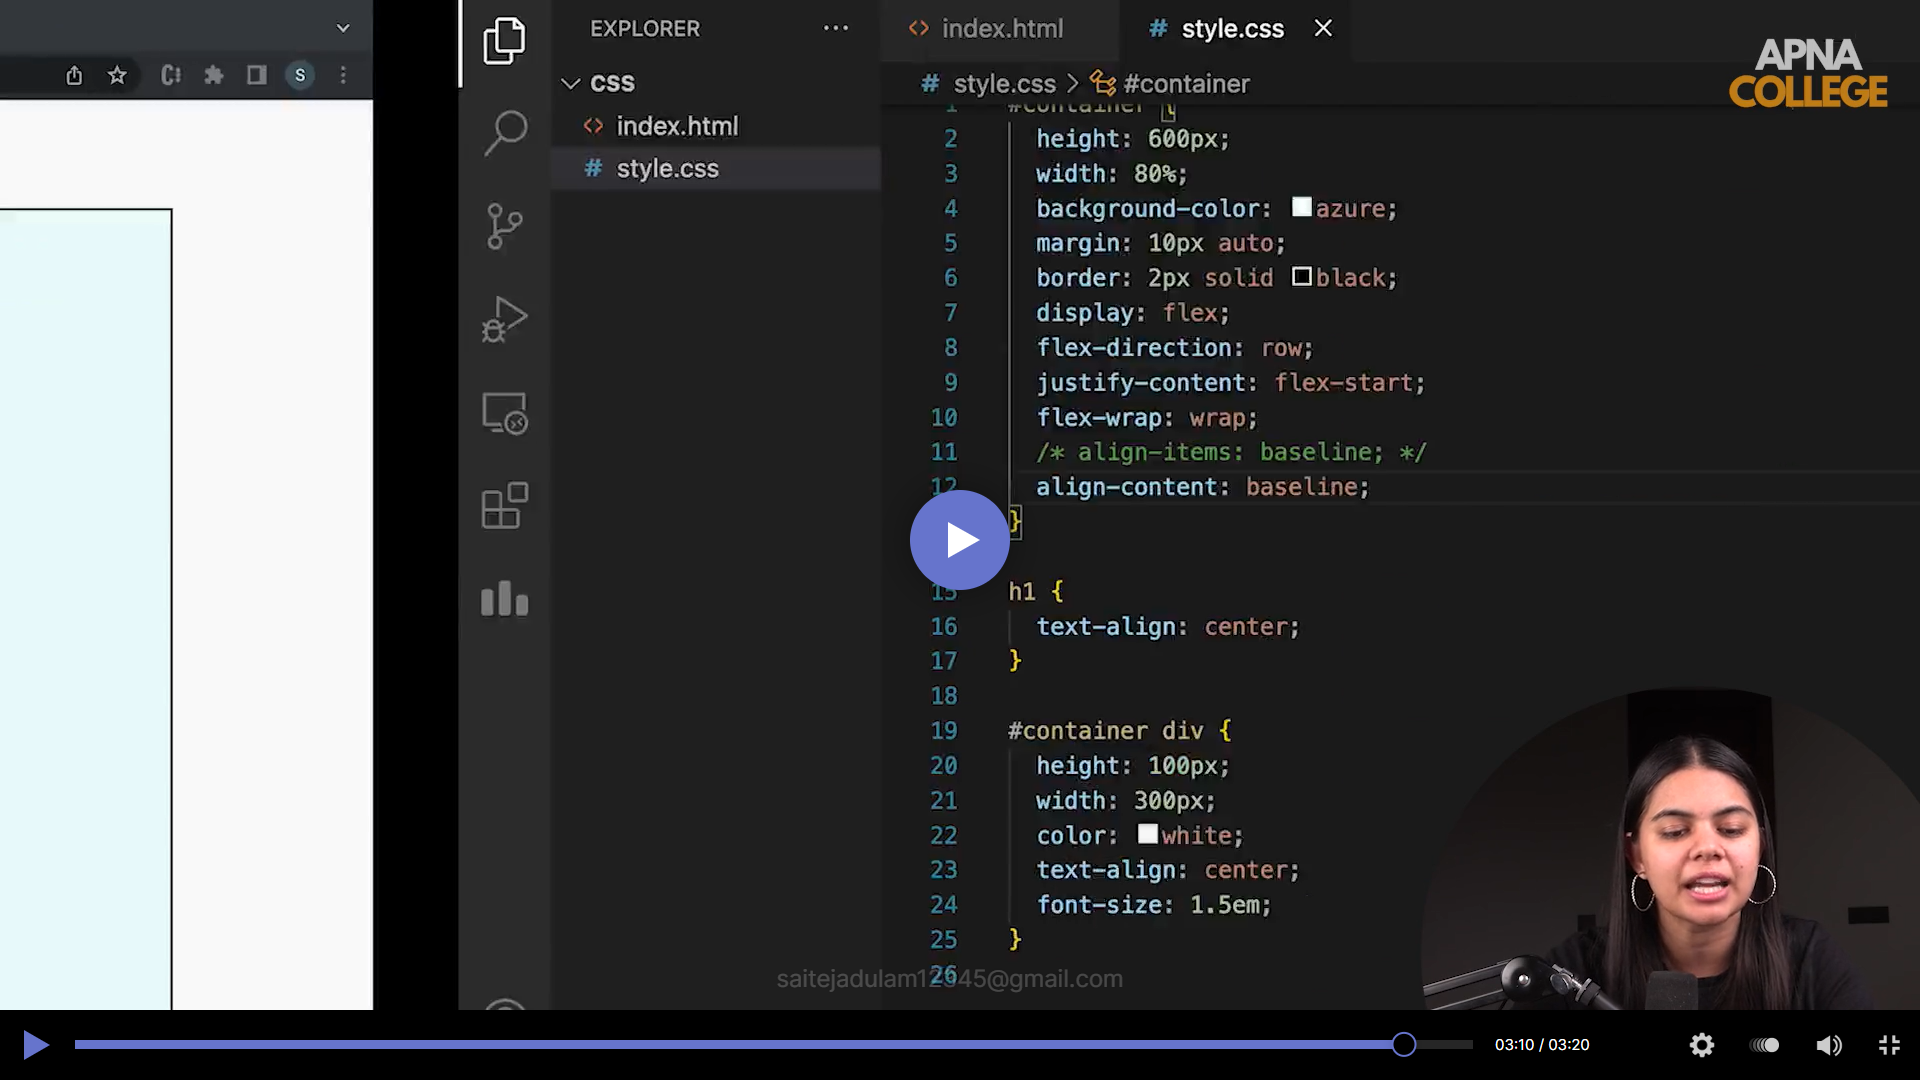 EXPLORER
···
css
index.html
style.css
S
index.html
style.css
style.css > #container
APNA
COLLEGE
1 #container {
2 height: 600px;
3 width: 80%;
4 background-color: azure;
5 margin: 10px auto;
6 border: 2px solid black;
7 display: flex;
8 flex-direction: row;
9 justify-content: flex-start;
10 flex-wrap: wrap;
11 /* align-items: baseline; */
12 align-content: baseline;
}
15 h1 {
16 text-align: center;
17 }
18
19 #container div {
20 height: 100px;
21 width: 300px;
22 color: white;
23 text-align: center;
24 font-size: 1.5em;
25 }
26
saitejadulam12345@gmail.com
03:10 / 03:20